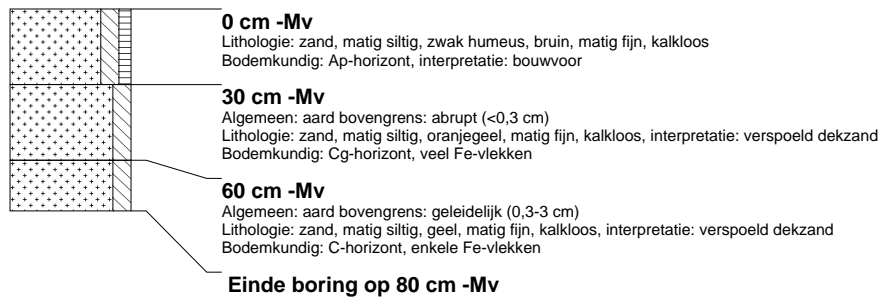 0 cm -Mv
Lithologie: zand, matig siltig, zwak humeus, bruin, matig fijn, kalkloos
Bodemkundig: Ap-horizont, interpretatie: bouwvoor
30 cm -Mv
Algemeen: aard bovengrens: abrupt (<0,3 cm)
Lithologie: zand, matig siltig, oranjegeel, matig fijn, kalkloos, interpretatie: verspoeld dekzand
Bodemkundig: Cg-horizont, veel Fe-vlekken
60 cm -Mv
Algemeen: aard bovengrens: geleidelijk (0,3-3 cm)
Lithologie: zand, matig siltig, geel, matig fijn, kalkloos, interpretatie: verspoeld dekzand
Bodemkundig: C-horizont, enkele Fe-vlekken
Einde boring op 80 cm -Mv